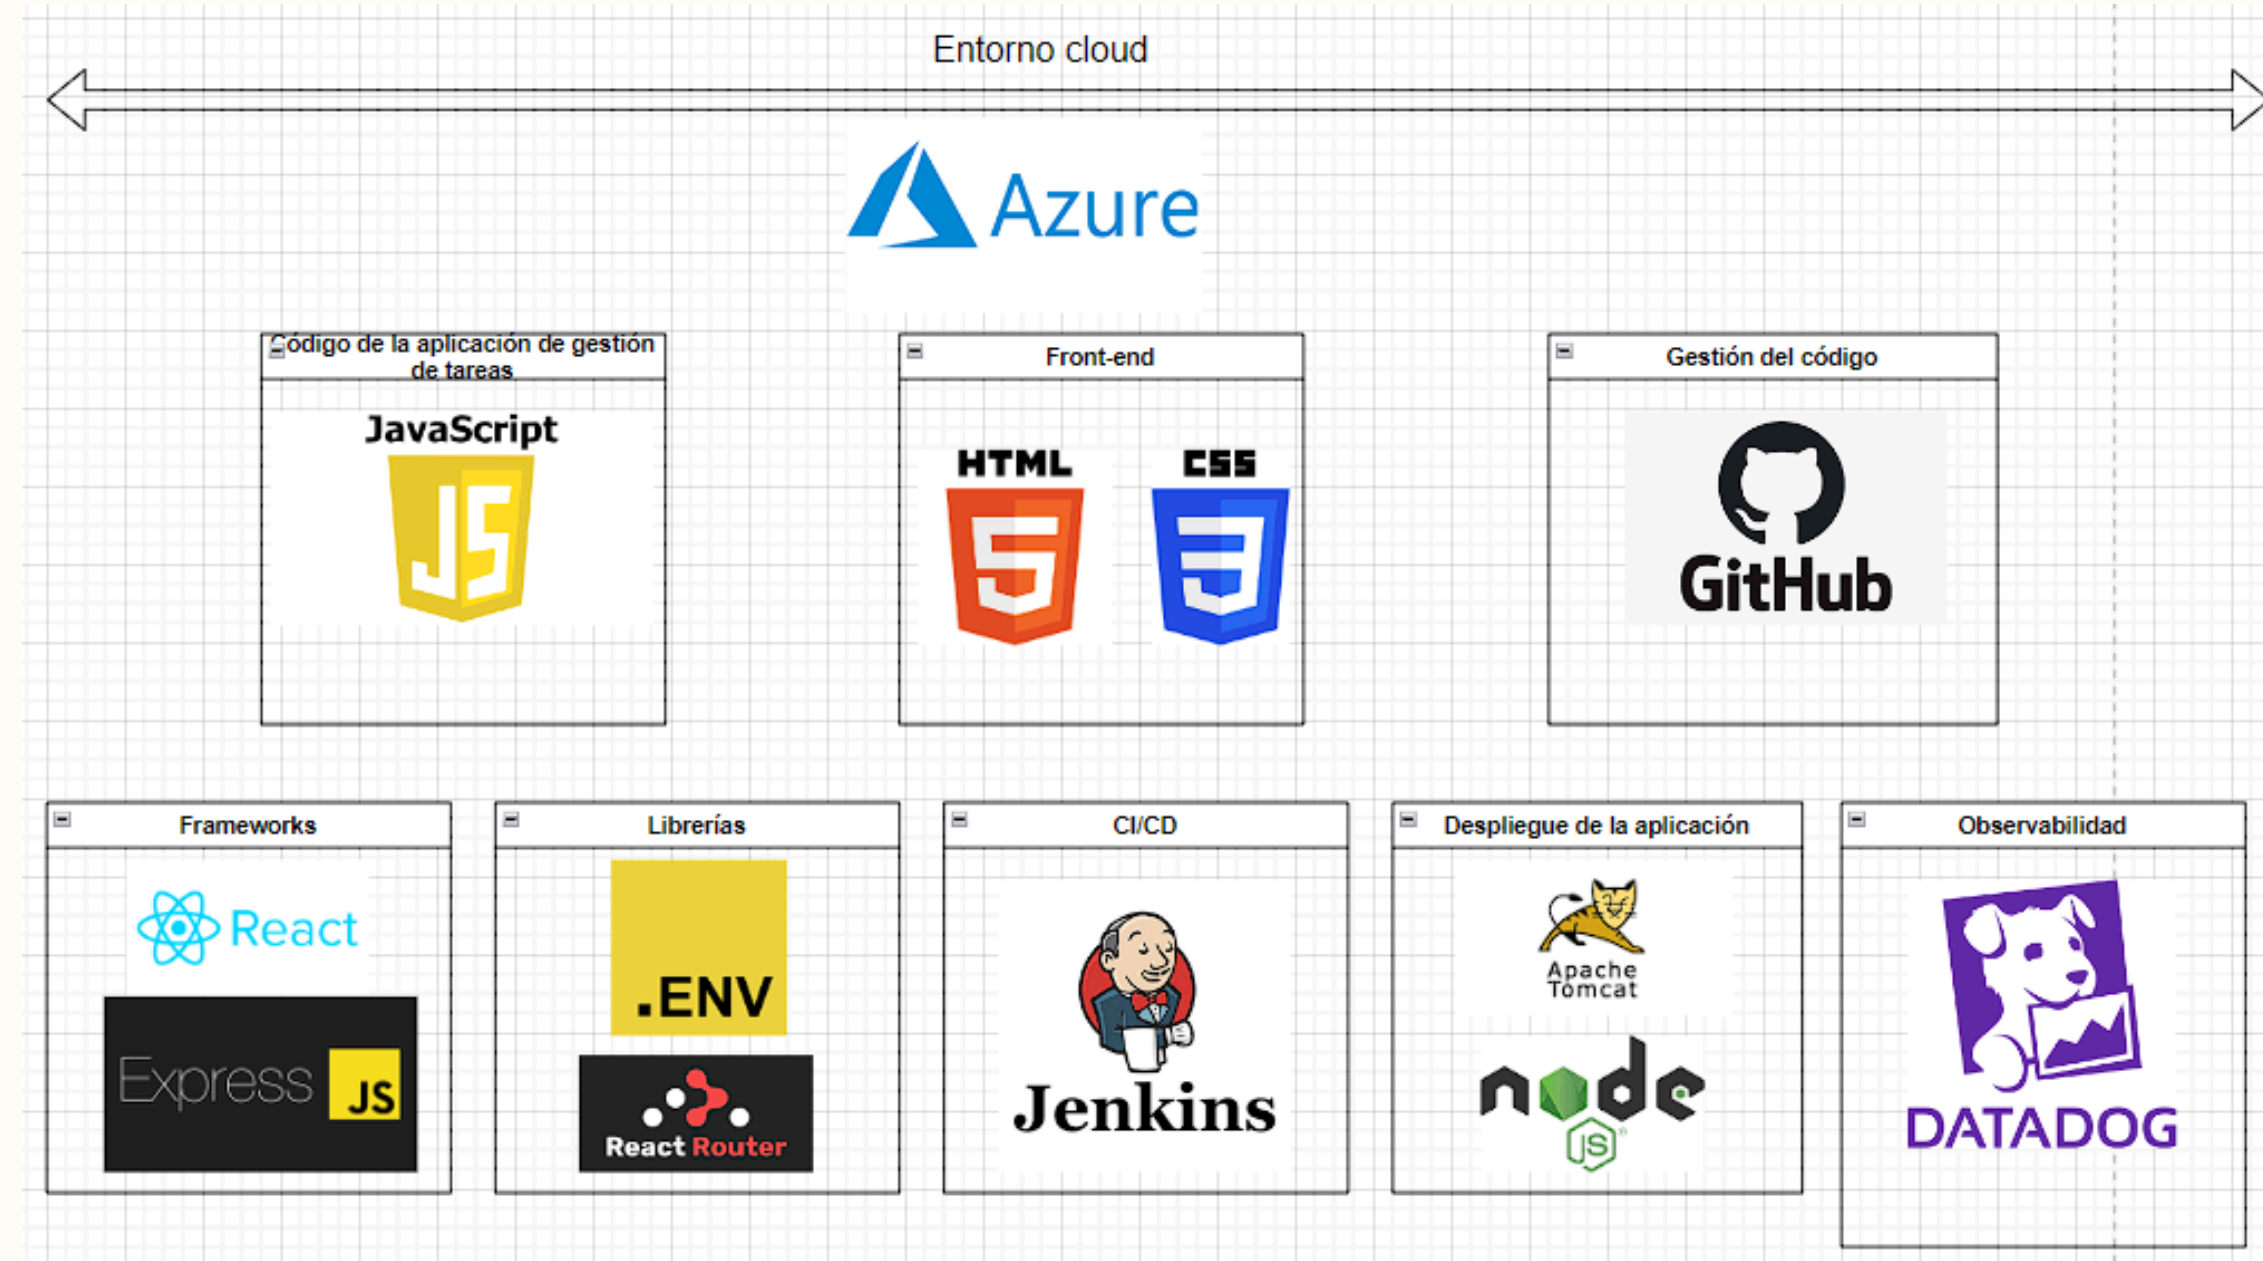 Entorno cloud
Azure
Código de la aplicación de gestión
de tareas
JavaScript
JS
Front-end
HTML
5
CSS
3
Gestión del código
GitHub
Frameworks
React
Express JS
Librerías
.ENV
React Router
CI/CD
Jenkins
Despliegue de la aplicación
Apache
Tomcat
node
JS
Observabilidad
DATADOG